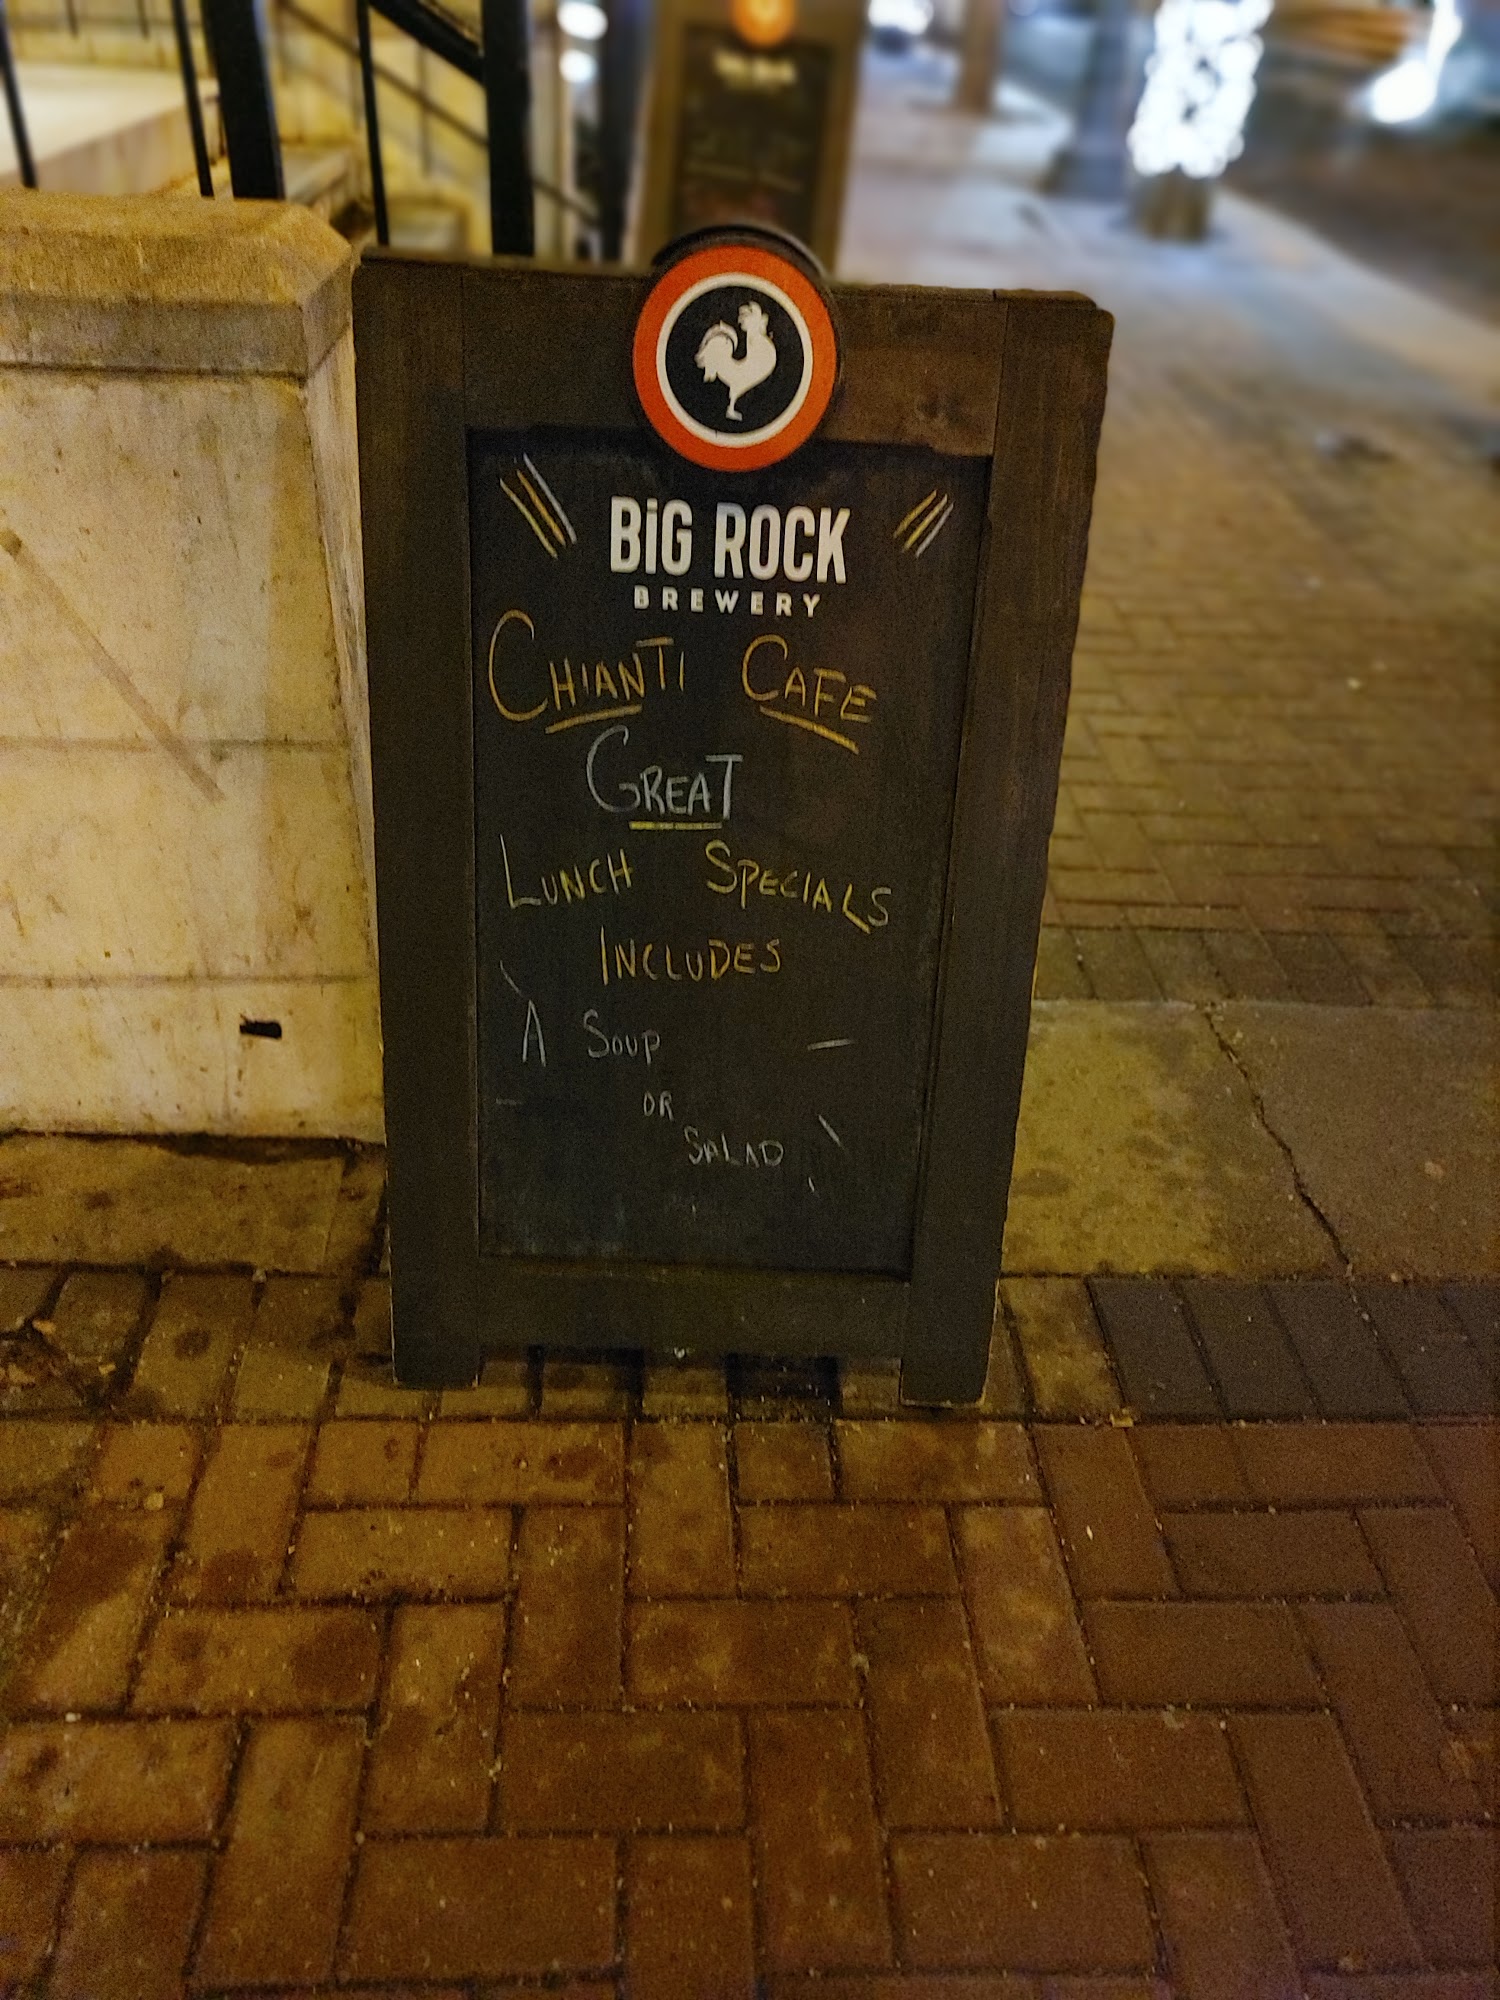 BiG ROCK
BREWERY
CHIANTI CAFE
GREAT
LUNCH SPECIALS
INCLUDES
A SOUP
OR
SALAD